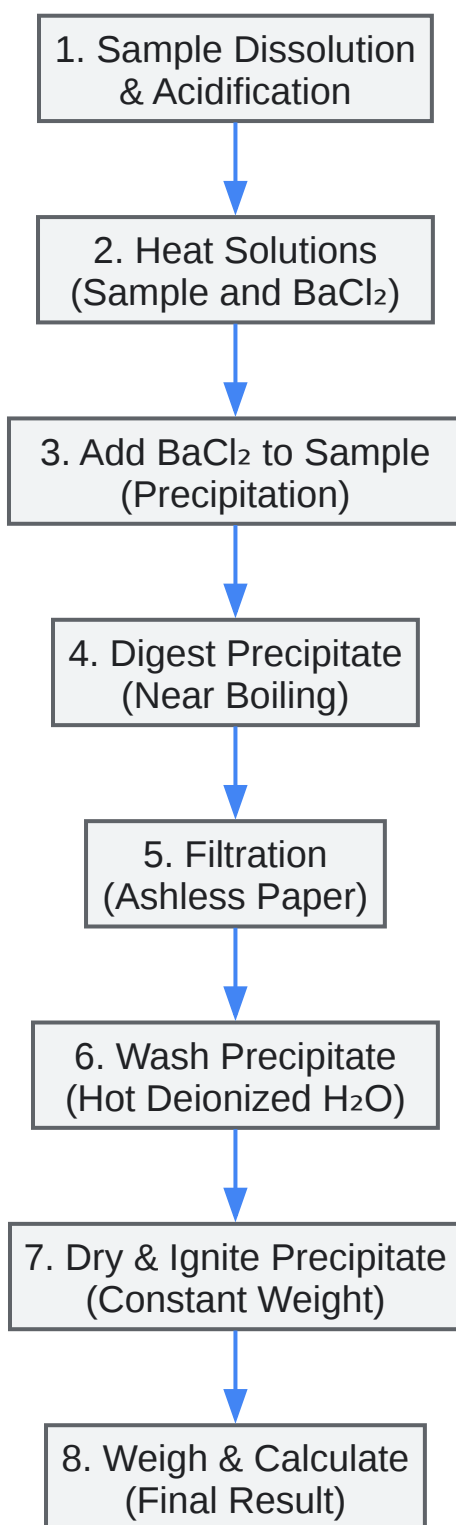 1. Sample Dissolution
& Acidification
2. Heat Solutions
(Sample and BaCl₂)
3. Add BaCl₂ to Sample
(Precipitation)
4. Digest Precipitate
(Near Boiling)
5. Filtration
(Ashless Paper)
6. Wash Precipitate
(Hot Deionized H₂O)
7. Dry & Ignite Precipitate
(Constant Weight)
8. Weigh & Calculate
(Final Result)